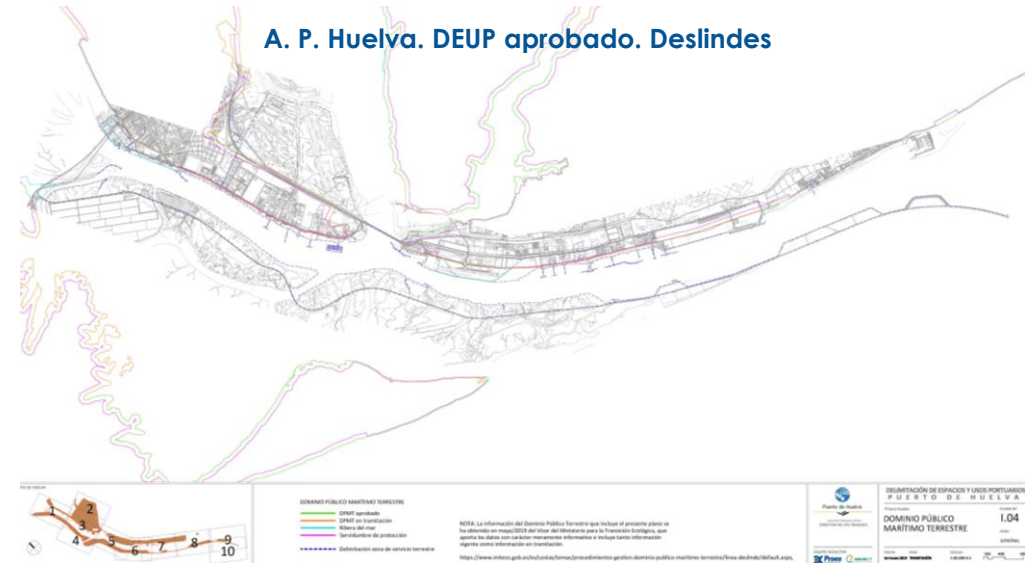 A. P. Huelva. DEUP aprobado. Deslindes
1
2
3
4
5
6
7
8
9
10
DOMINIO PÚBLICO MARÍTIMO TERRESTRE
DPMT aprobado
DPMT en tramitación
Ribera del mar
Servidumbre de protección
Delimitación zona de servicio terrestre
NOTA: La información del Dominio Público Terrestre que incluye el presente plano se
ha obtenido en mayo/2019 del Visor del Ministerio para la Transición Ecológica, que
aporta los datos con carácter meramente informativo e incluye tanto información
vigente como información en tramitación.
Puerto de Huelva
DELIMITACIÓN DE ESPACIOS Y USOS PORTUARIOS
PUERTO DE HUELVA
DOMINIO PÚBLICO
MARÍTIMO TERRESTRE
I.04
GENERAL
Proes